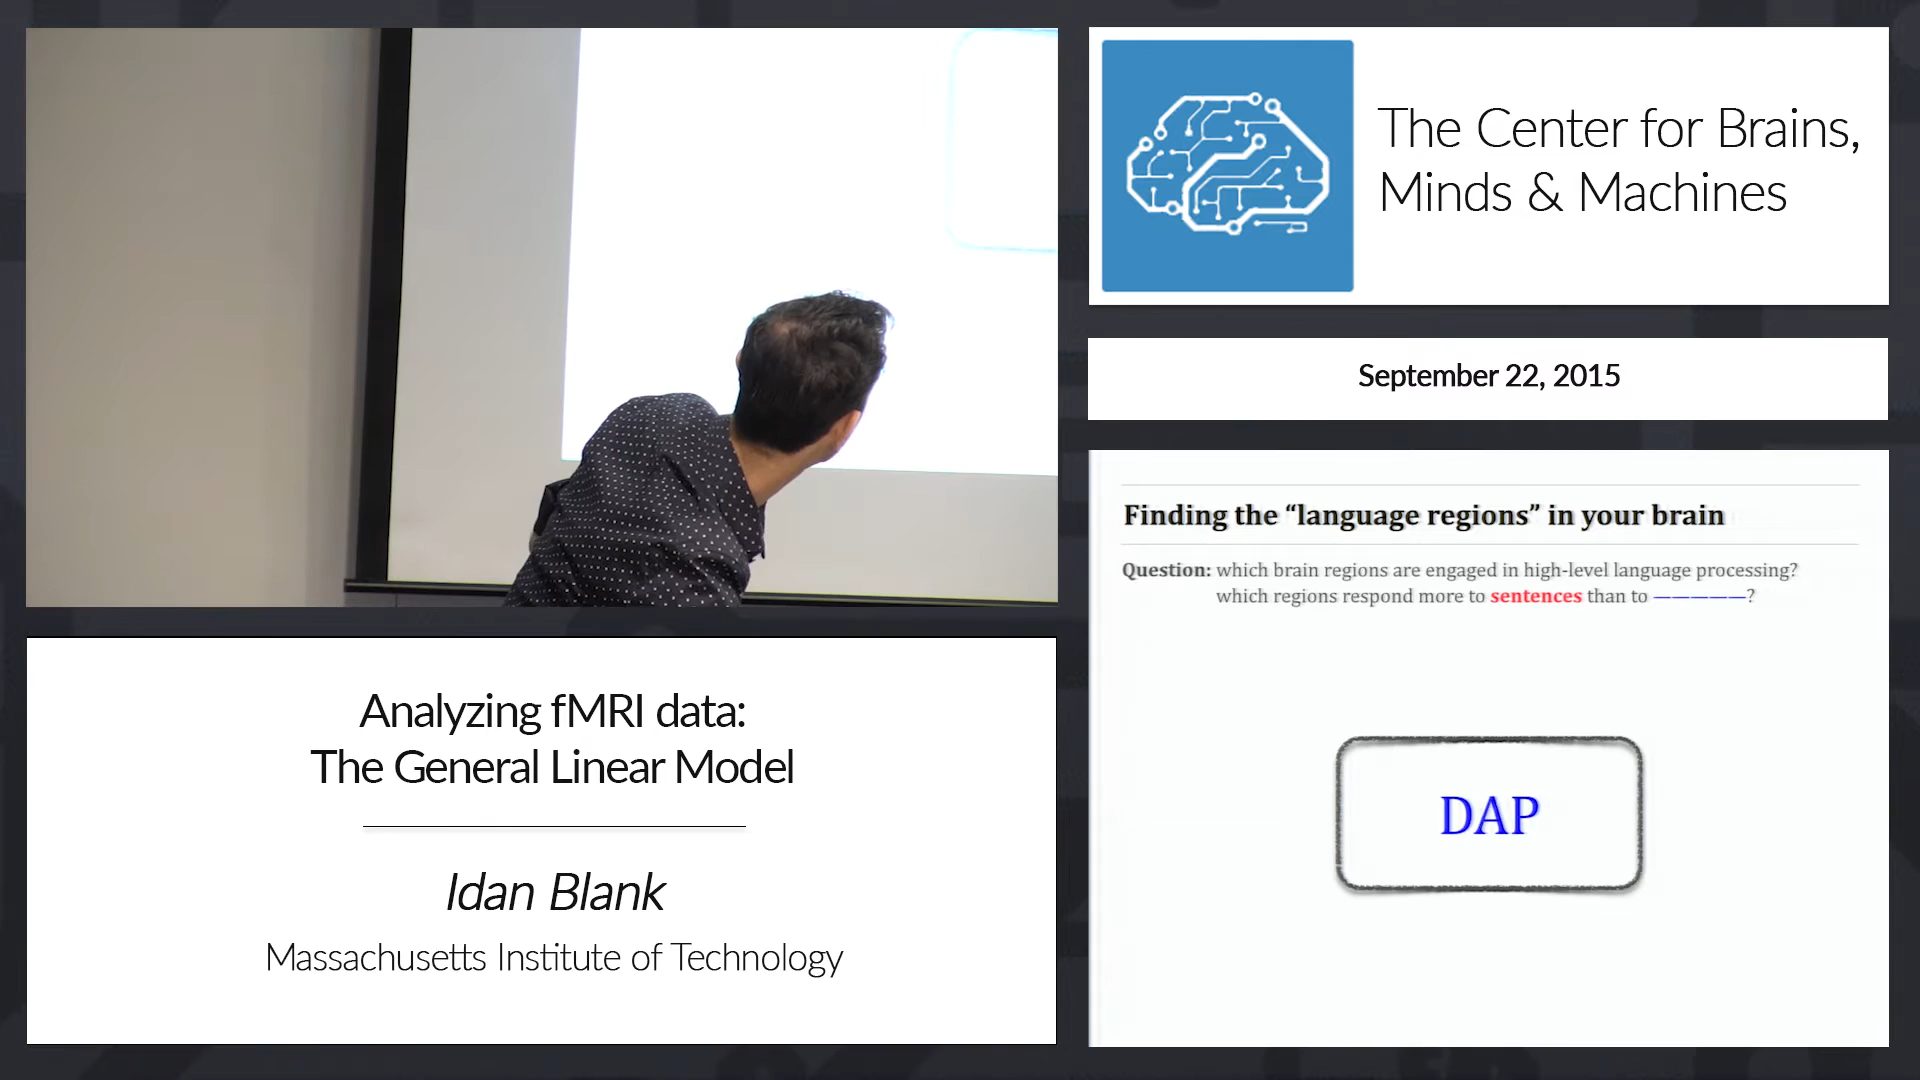 The Center for Brains,
Minds & Machines
September 22, 2015
Analyzing fMRI data:
The General Linear Model
Idan Blank
Massachusetts Institute of Technology
Finding the “language regions” in your brain
Question: which brain regions are engaged in high-level language processing?
which regions respond more to sentences than to —————?
DAP